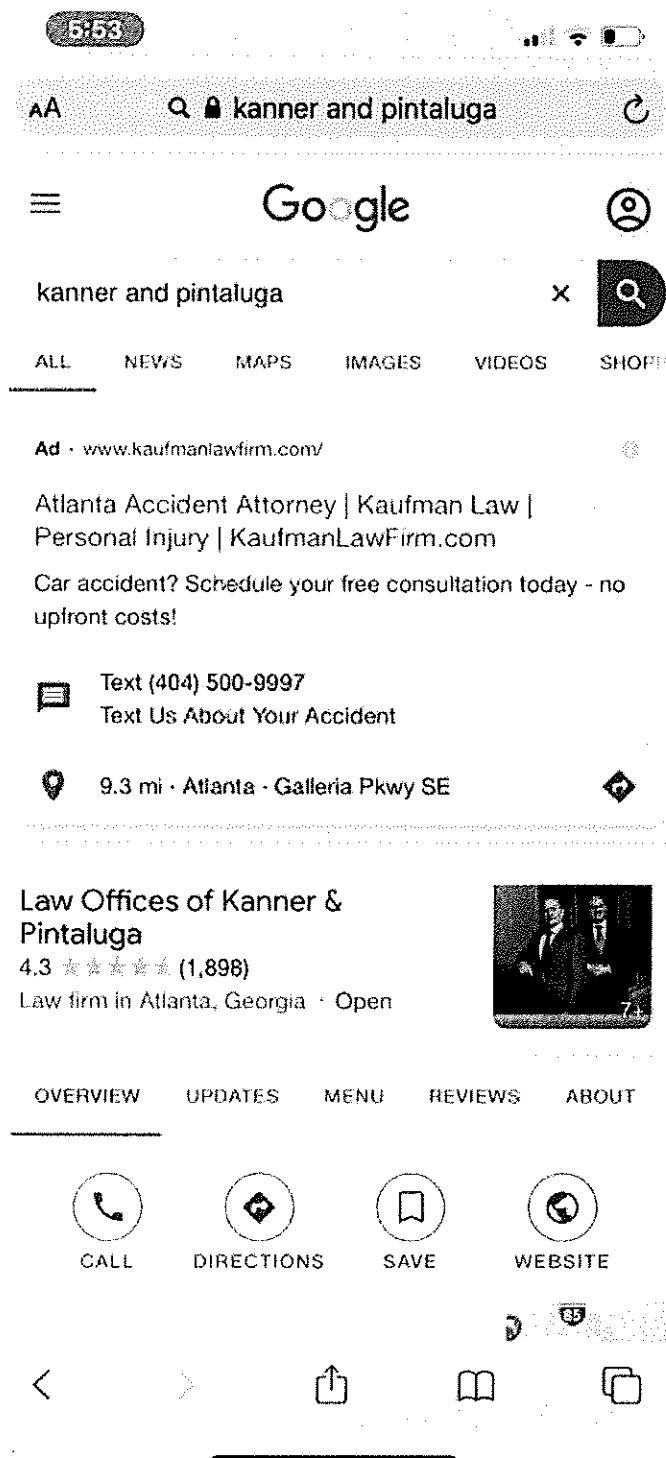 5:53
AA kanner and pintaluga
Google
kanner and pintaluga
ALL NEWS MAPS IMAGES VIDEOS SHOP
Ad · www.kaufmanlawfirm.com/
Atlanta Accident Attorney | Kaufman Law |
Personal Injury | KaufmanLawFirm.com
Car accident? Schedule your free consultation today - no
upfront costs!
Text (404) 500-9997
Text Us About Your Accident
9.3 mi · Atlanta · Galleria Pkwy SE
Law Offices of Kanner &
Pintaluga
4.3 (1,898)
Law firm in Atlanta, Georgia · Open
7+
OVERVIEW UPDATES MENU REVIEWS ABOUT
CALL DIRECTIONS SAVE WEBSITE